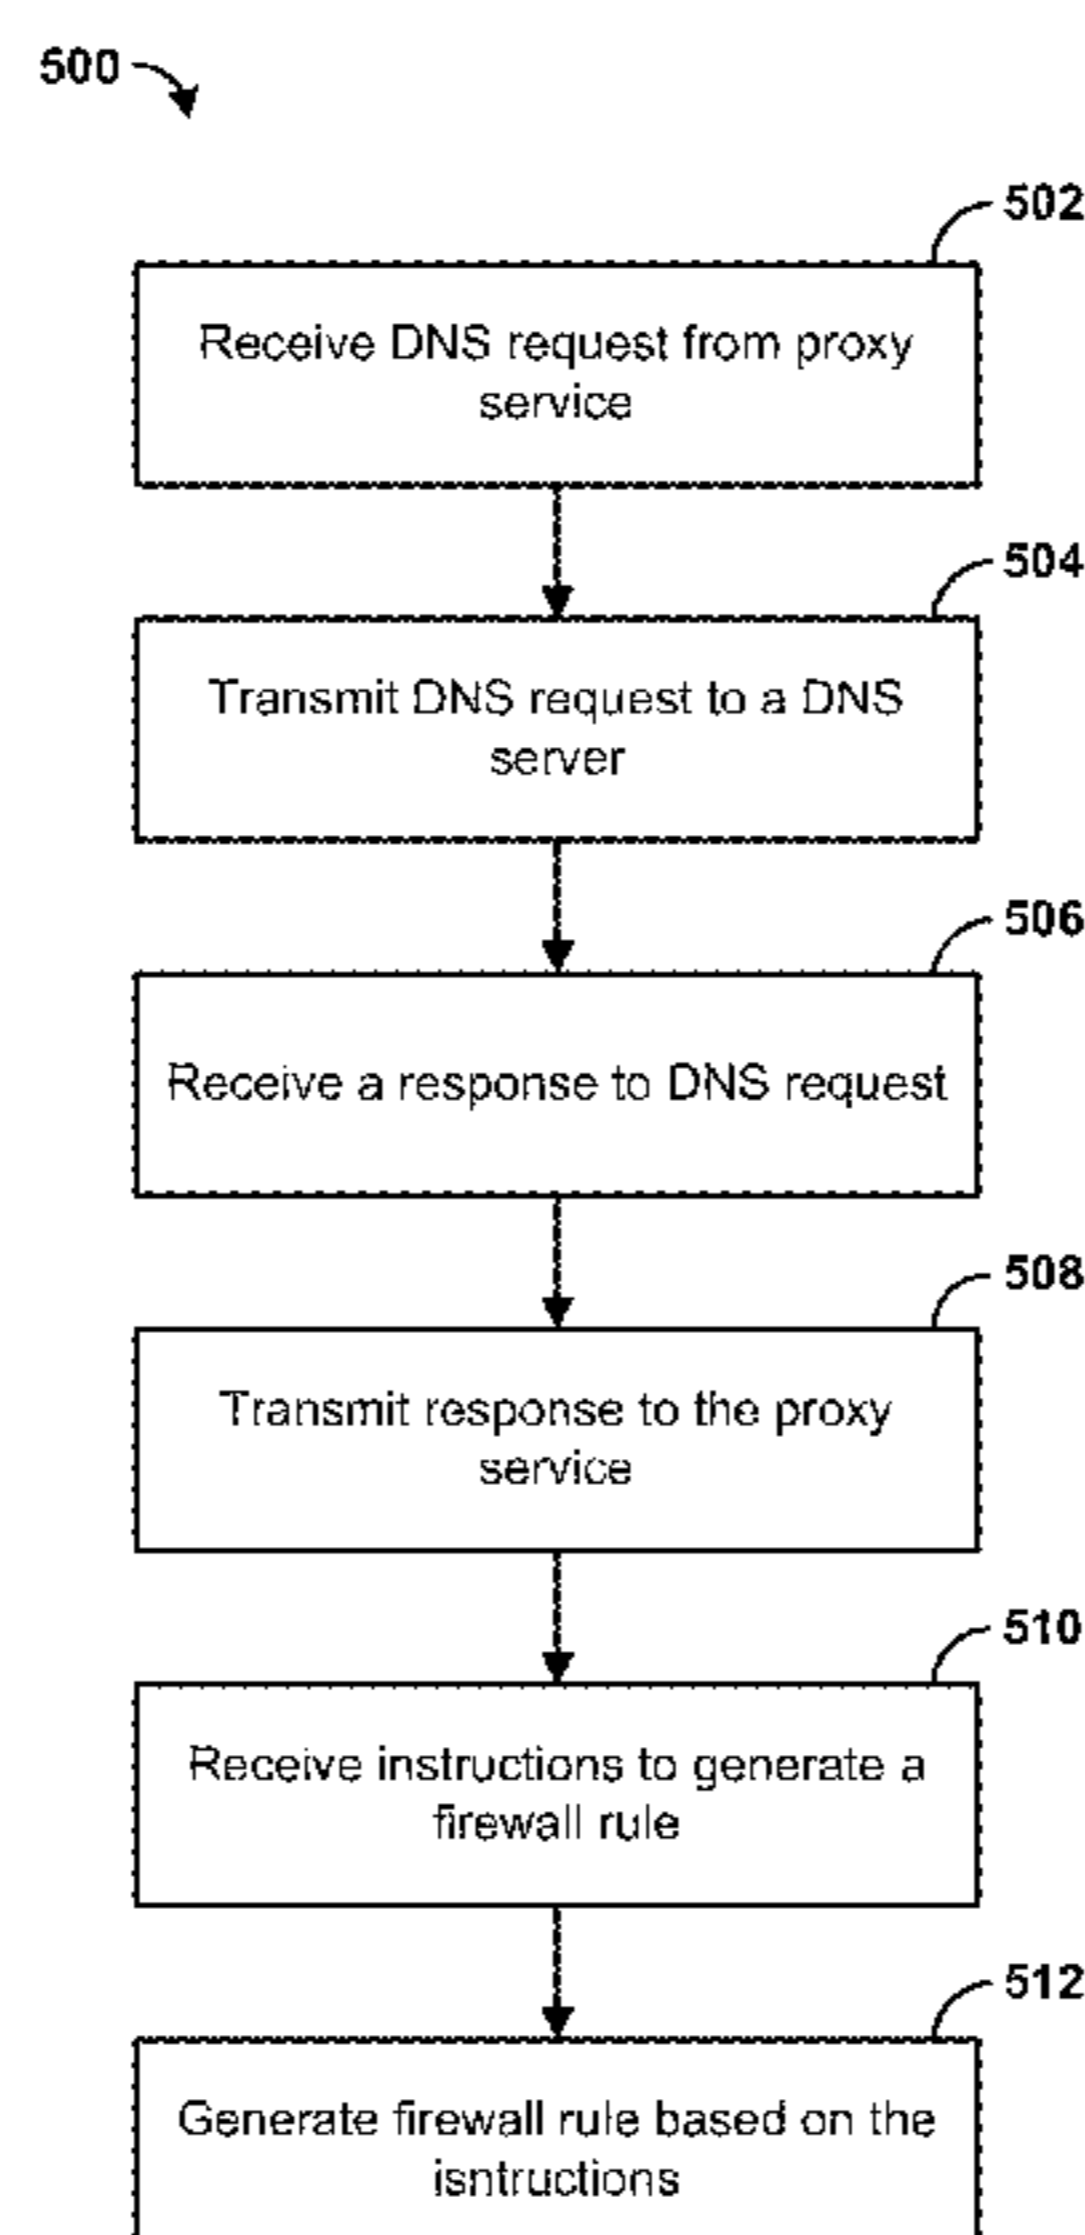 500
502
Receive DNS request from proxy
service
504
Transmit DNS request to a DNS
server
506
Receive a response to DNS request
508
Transmit response to the proxy
service
510
Receive instructions to generate a
firewall rule
512
Generate firewall rule based on the
isntructions